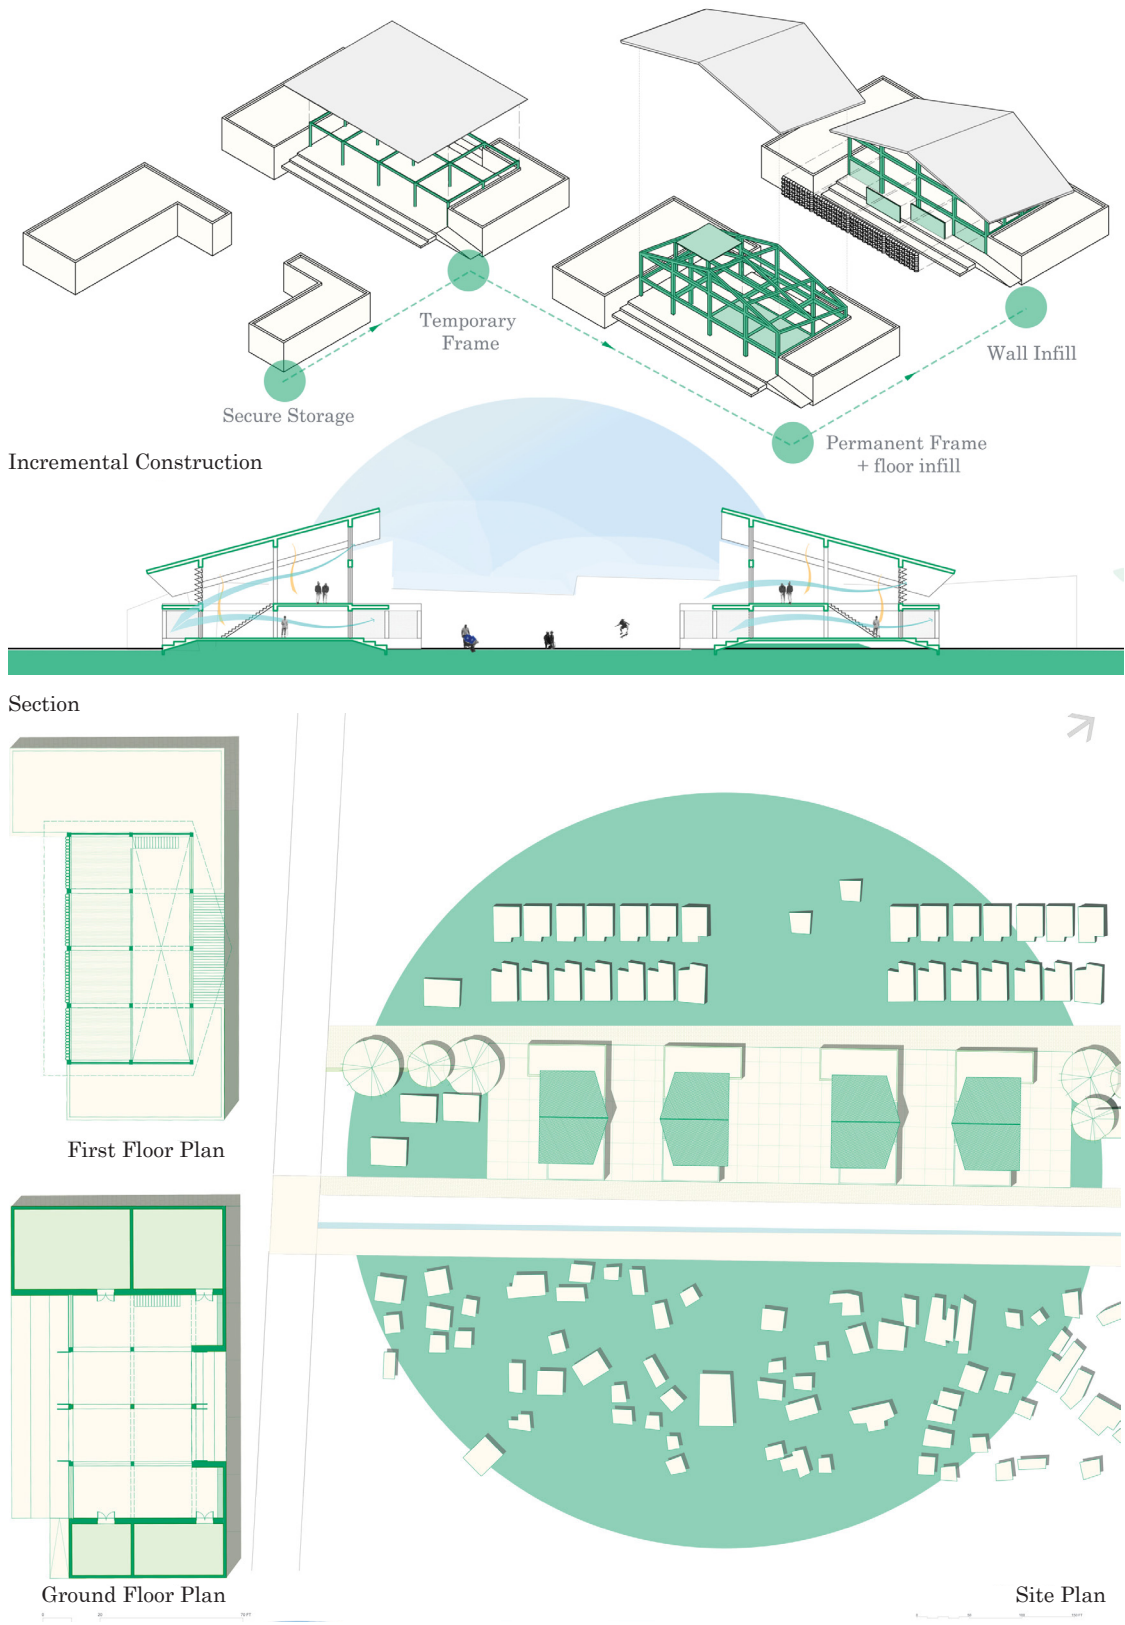 Temporary
Frame
Wall Infill
Secure Storage
Permanent Frame
+ floor infill
Incremental Construction
Section
First Floor Plan
Ground Floor Plan
Site Plan